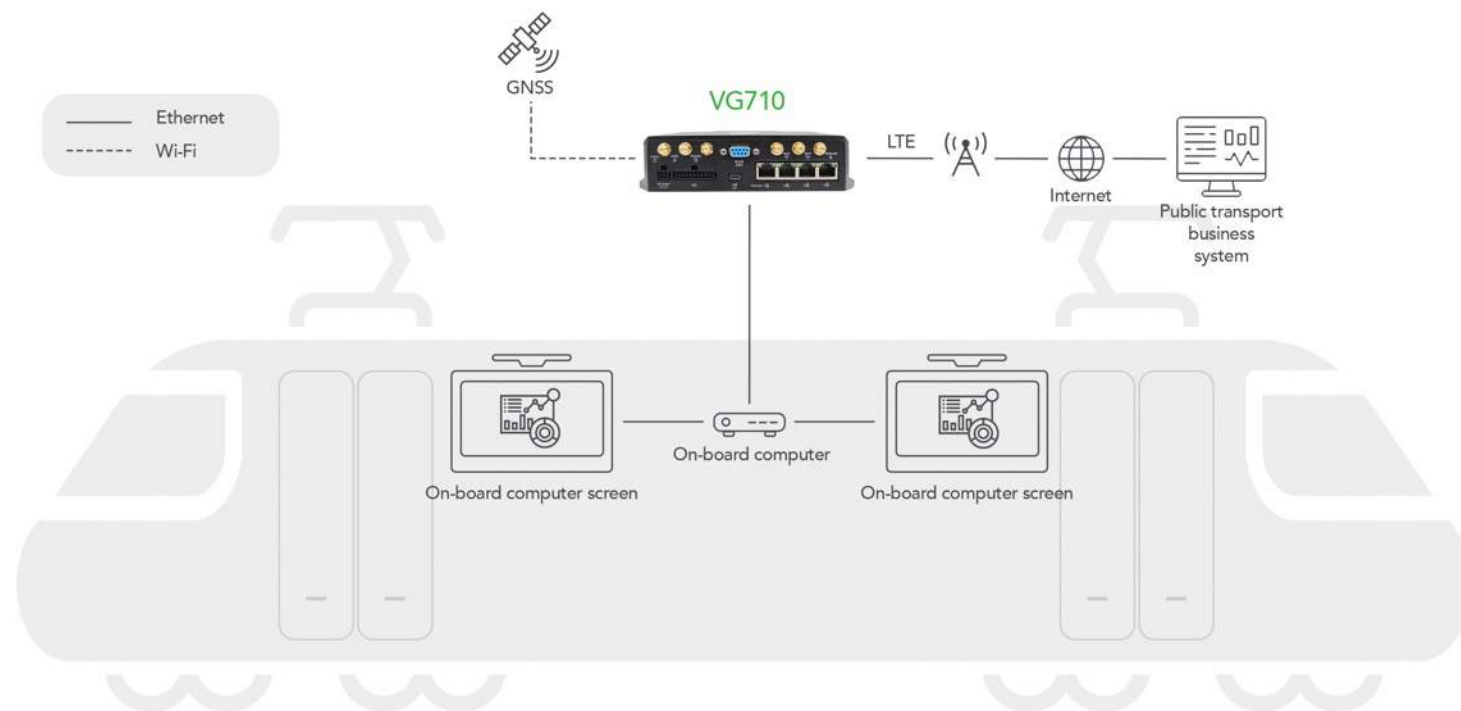 GNSS
VG710
Ethernet
Wi-Fi
LTE
Internet
Public transport
business
system
On-board computer
On-board computer screen
On-board computer screen